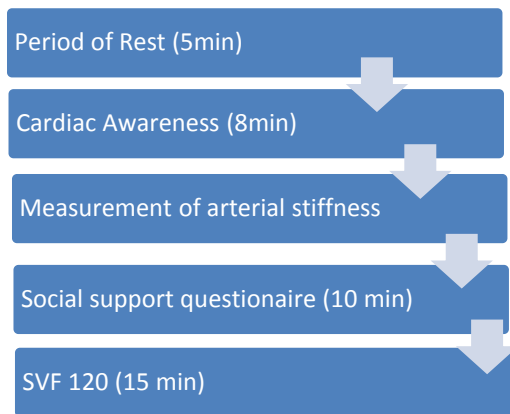 Period of Rest (5min)
Cardiac Awareness (8min)
Measurement of arterial stiffness
Social support questionaire (10 min)
SVF 120 (15 min)